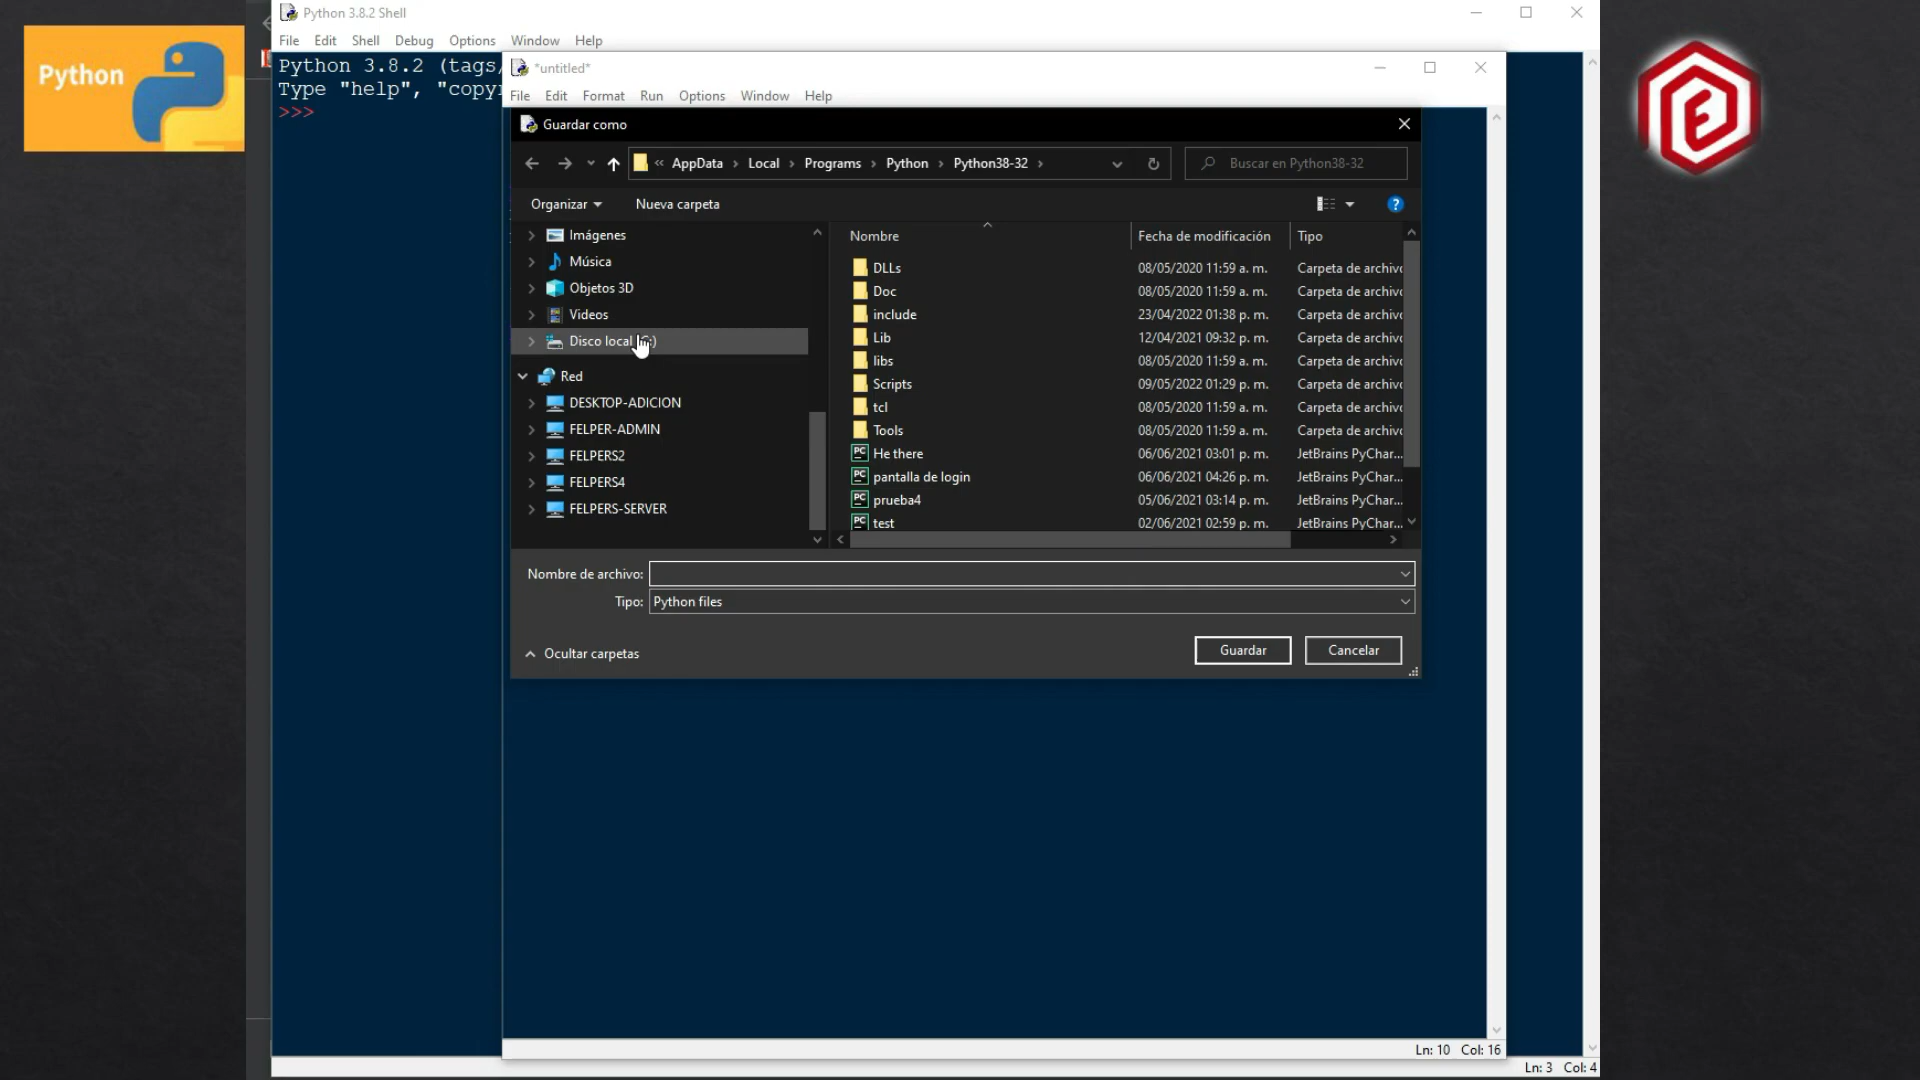 Python
Python 3.8.2 Shell
File Edit Shell Debug Options Window Help
Python 3.8.2 (tags/
Type "help", "copyr
>>>
*untitled*
File Edit Format Run Options Window Help
Guardar como
« AppData › Local › Programs › Python › Python38-32 ›
Buscar en Python38-32
Organizar
Nueva carpeta
Imágenes
Música
Objetos 3D
Videos
Disco local
Red
DESKTOP-ADICION
FELPER-ADMIN
FELPERS2
FELPERS4
FELPERS-SERVER
Nombre Fecha de modificación Tipo
DLLs 08/05/2020 11:59 a. m. Carpeta de archivo
Doc 08/05/2020 11:59 a. m. Carpeta de archivo
include 23/04/2022 01:38 p. m. Carpeta de archivo
Lib 12/04/2021 09:32 p. m. Carpeta de archivo
libs 08/05/2020 11:59 a. m. Carpeta de archivo
Scripts 09/05/2022 01:29 p. m. Carpeta de archivo
tcl 08/05/2020 11:59 a. m. Carpeta de archivo
Tools 08/05/2020 11:59 a. m. Carpeta de archivo
He there 06/06/2021 03:01 p. m. JetBrains PyChar...
pantalla de login 06/06/2021 04:26 p. m. JetBrains PyChar...
prueba4 05/06/2021 03:14 p. m. JetBrains PyChar...
test 02/06/2021 02:59 p. m. JetBrains PyChar...
Nombre de archivo:
Tipo: Python files
Ocultar carpetas
Guardar
Cancelar
Ln: 10 Col: 16
Ln: 3 Col: 4